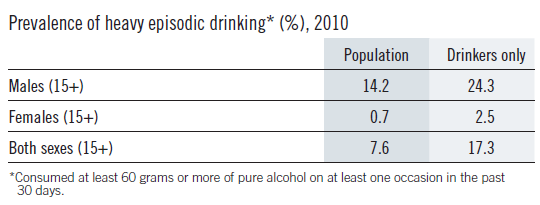 Prevalence of heavy episodic drinking* (%), 2010
Population Drinkers only
Males (15+) 14.2 24.3
Females (15+) 0.7 2.5
Both sexes (15+) 7.6 17.3
*Consumed at least 60 grams or more of pure alcohol on at least one occasion in the past
30 days.